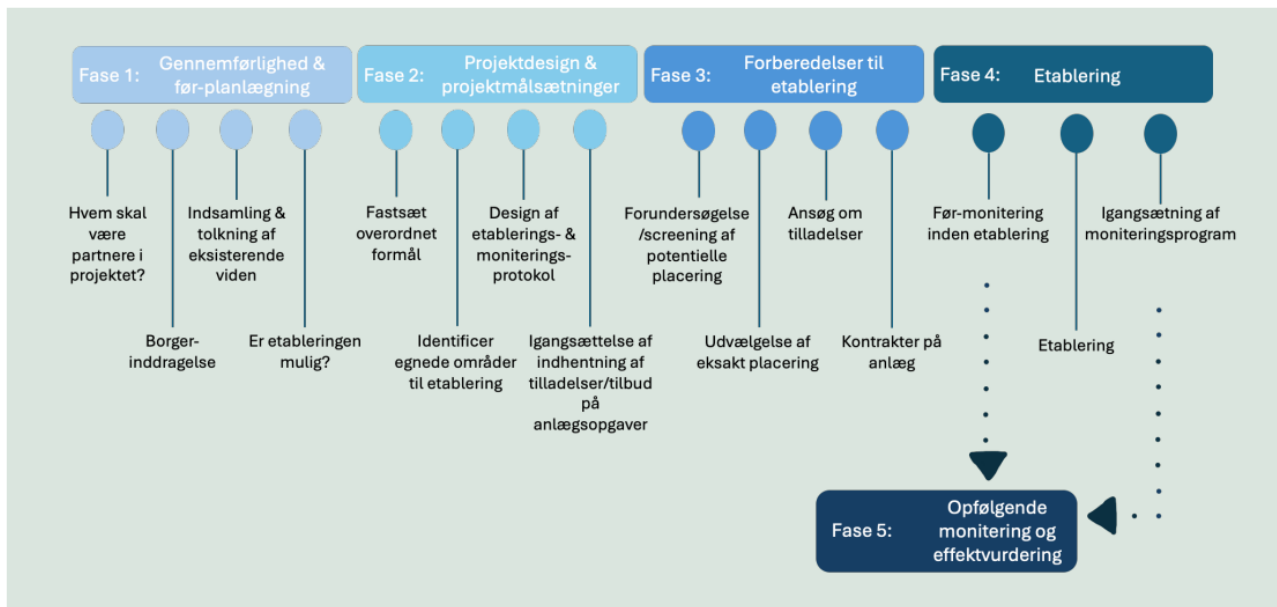 Fase 1:
Gennemførlighed &
før-planlægning
Fase 2:
Projektdesign &
projektmålsætninger
Fase 3:
Forberedelser til
etablering
Fase 4:
Etablering
Hvem skal
være
partnere i
projektet?
Borger-
inddragelse
Indsamling &
tolkning af
eksisterende
viden
Er etableringen
mulig?
Fastsæt
overordnet
formål
Identificer
egnede områder
til etablering
Design af
etablerings- &
moniterings-
protokol
Igangsættelse af
indhentning af
tilladelser/tilbud
på
anlægsopgaver
Forundersøgelse
/screening af
potentielle
placering
Udvælgelse af
eksakt placering
Ansøg om
tilladelser
Kontrakter på
anlæg
Før-monitering
inden etablering
Etablering
Igangsætning af
moniteringsprogram
Fase 5:
Opfølgende
monitering og
effektvurdering